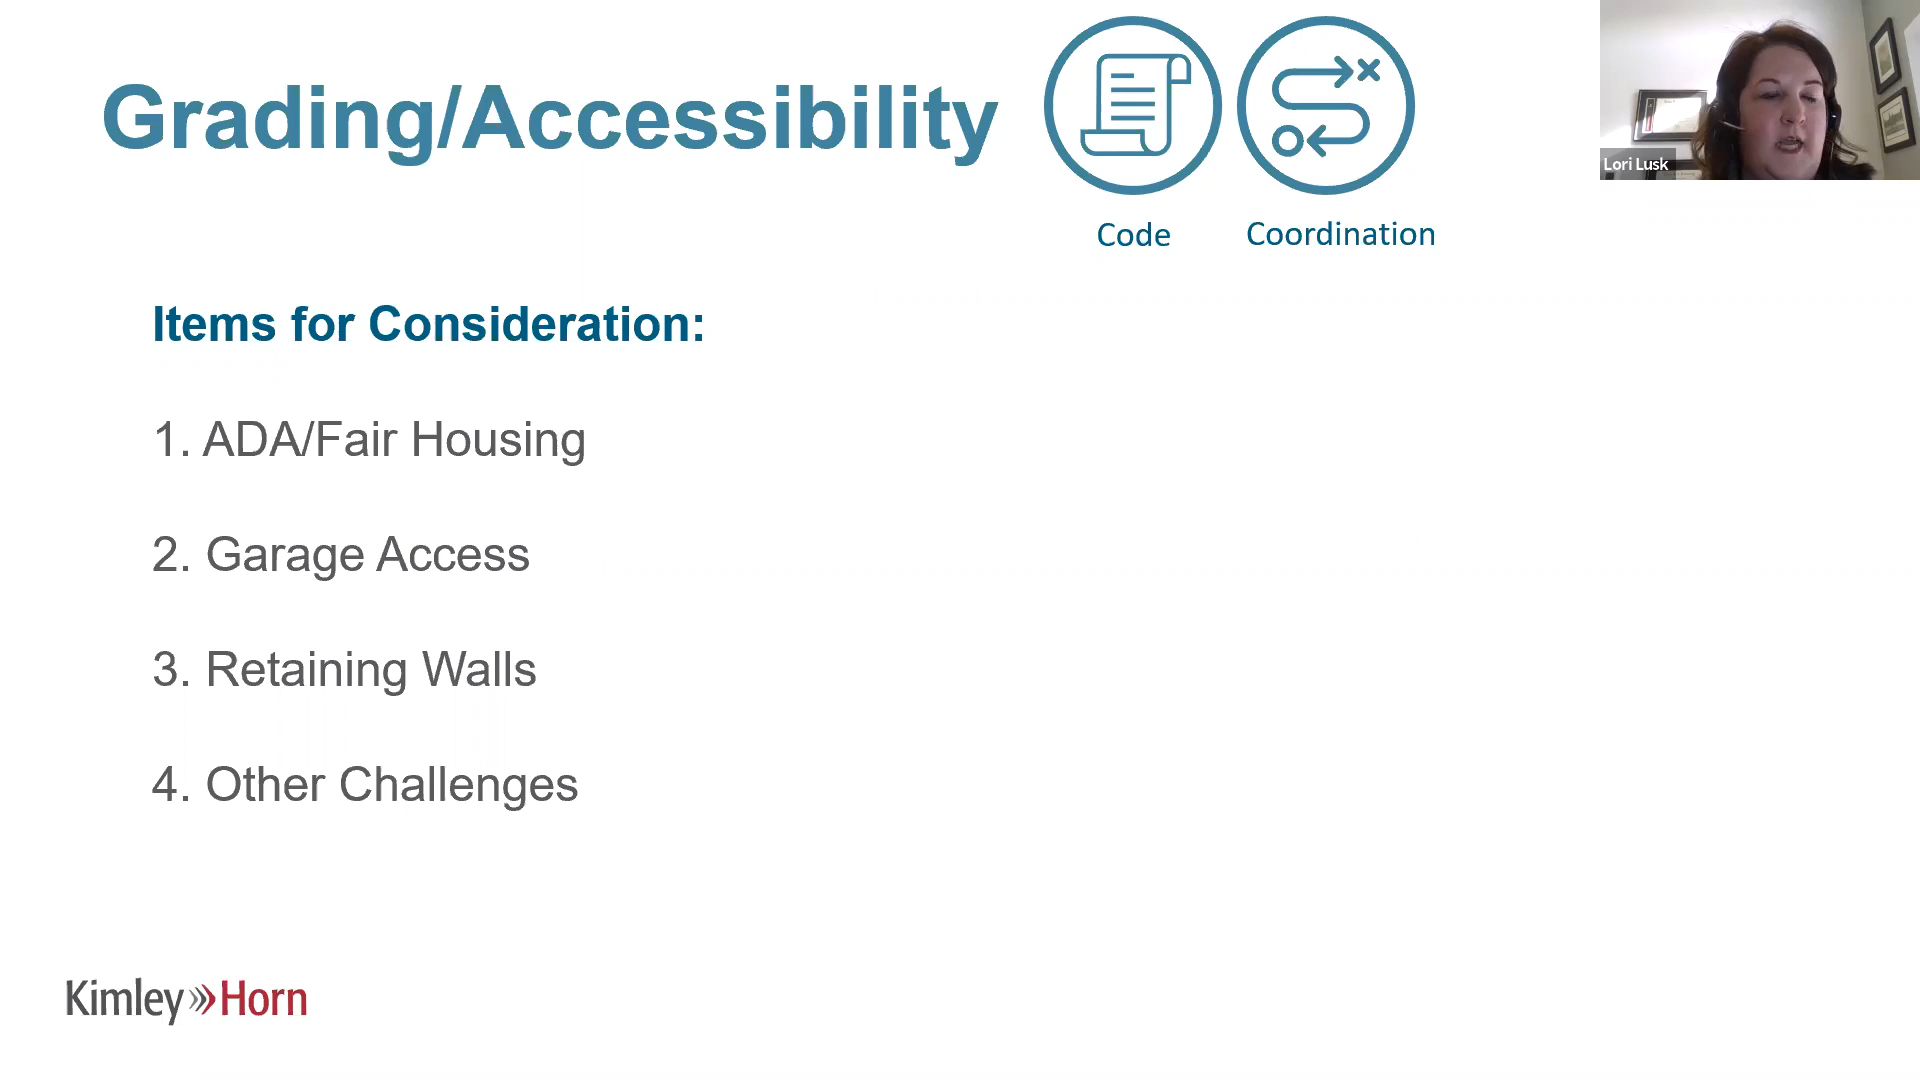 Grading/Accessibility
Code
Coordination
Lori Lusk
Items for Consideration:
1. ADA/Fair Housing
2. Garage Access
3. Retaining Walls
4. Other Challenges
Kimley»Horn